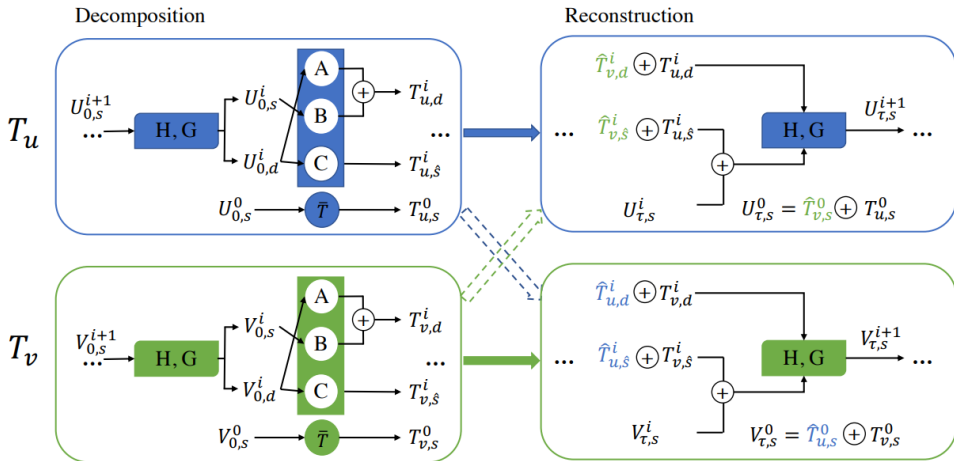 Decomposition
Reconstruction
T_u
U_{0,s}^{i+1}
...
H, G
U_{0,s}^{i}
U_{0,d}^{i}
A
B
C
+
T_{u,d}^{i}
...
T_{u,ŝ}^{i}
U_{0,s}^{0}
T̄
T_{u,s}^{0}
T̂_{v,d}^{i} ⊕ T_{u,d}^{i}
...
T̂_{v,ŝ}^{i} ⊕ T_{u,ŝ}^{i}
+
H, G
U_{τ,s}^{i+1}
...
U_{τ,s}^{i}
U_{τ,s}^{0} = T̂_{v,s}^{0} ⊕ T_{u,s}^{0}
T_v
V_{0,s}^{i+1}
...
H, G
V_{0,s}^{i}
V_{0,d}^{i}
A
B
C
+
T_{v,d}^{i}
...
T_{v,ŝ}^{i}
V_{0,s}^{0}
T̄
T_{v,s}^{0}
T̂_{u,d}^{i} ⊕ T_{v,d}^{i}
...
T̂_{u,ŝ}^{i} ⊕ T_{v,ŝ}^{i}
+
H, G
V_{τ,s}^{i+1}
...
V_{τ,s}^{i}
V_{τ,s}^{0} = T̂_{u,s}^{0} ⊕ T_{v,s}^{0}